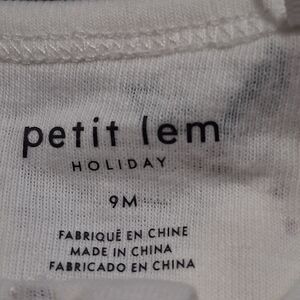 petit lem
HOLIDAY
9M
FABRIQUÉ EN CHINE
MADE IN CHINA
FABRICADO EN CHINA